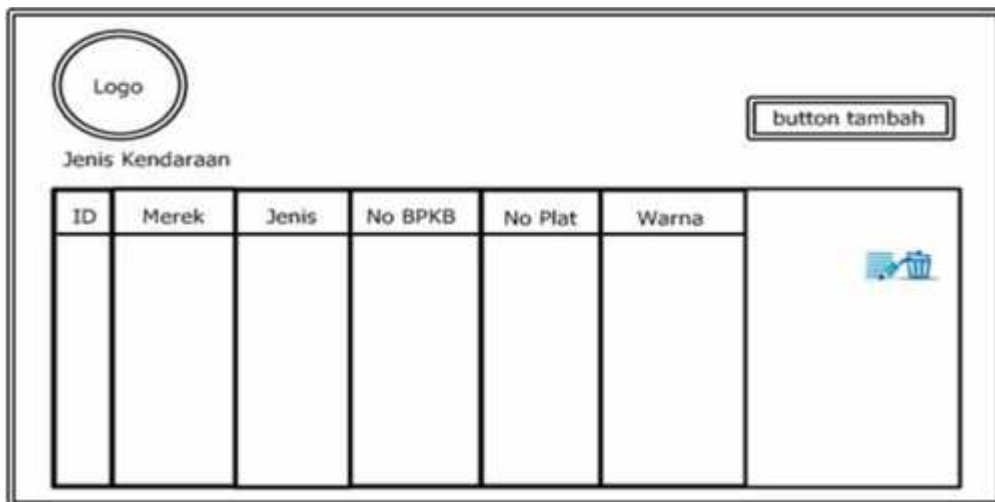 Logo
button tambah
Jenis Kendaraan
ID Merek Jenis No BPKB No Plat Warna